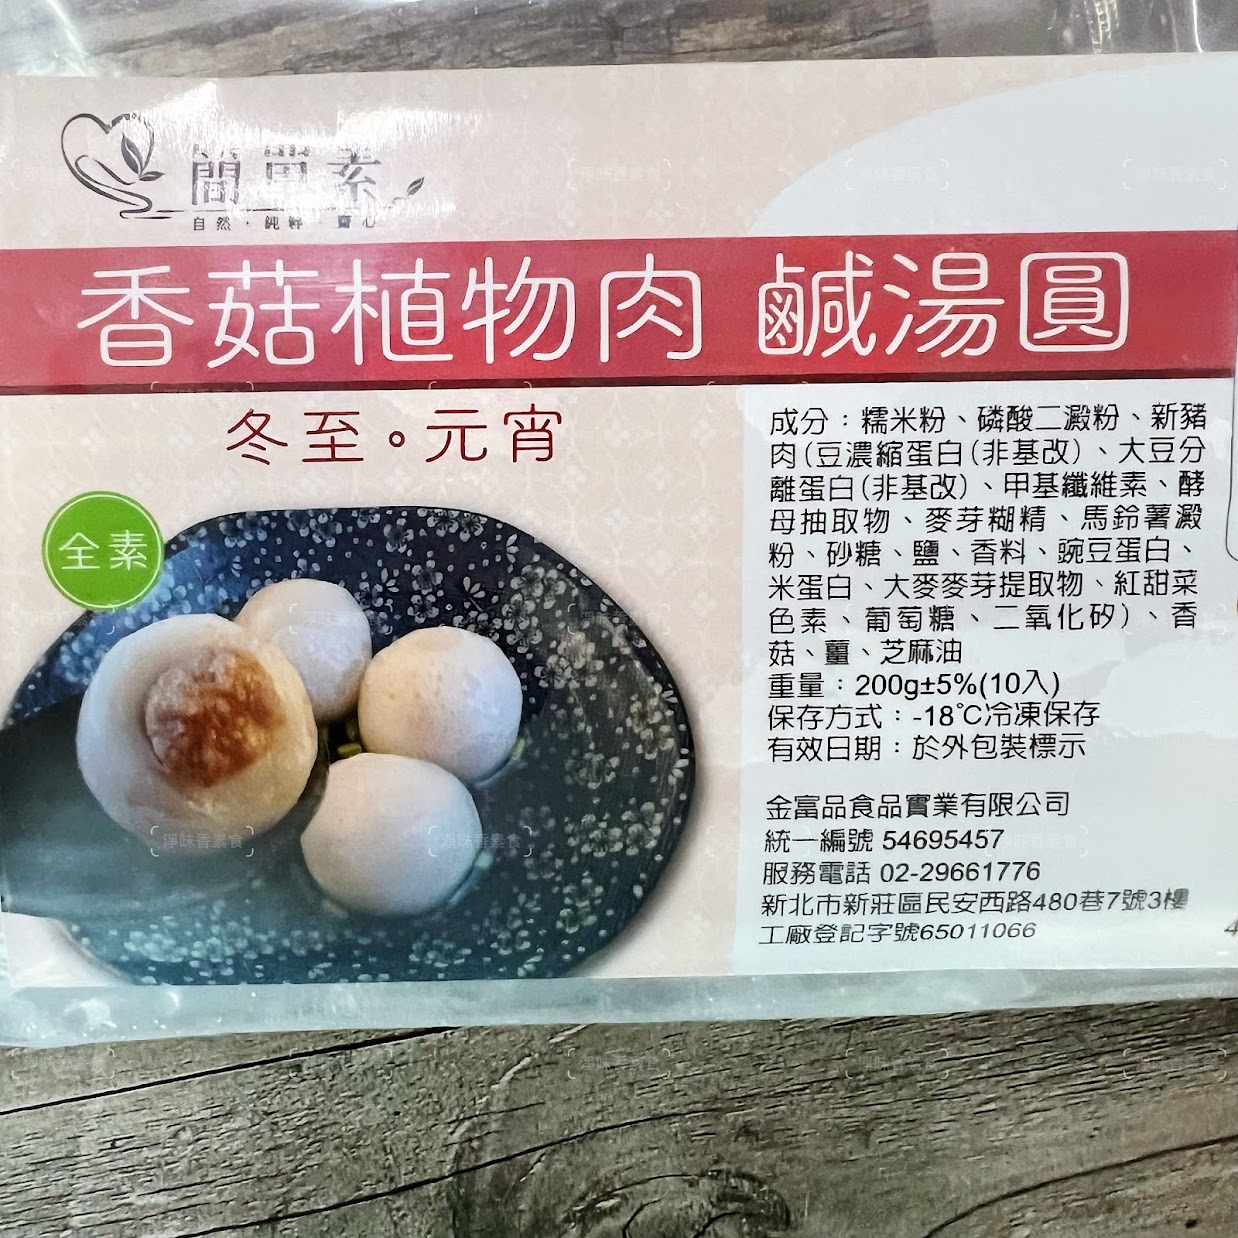 簡單素
自然・純粹・蠶心
香菇植物肉 鹹湯圓
冬至。元宵
全素
成分：糯米粉、磷酸二澱粉、新豬
肉(豆濃縮蛋白(非基改)、大豆分
離蛋白(非基改)、甲基纖維素、酵
母抽取物、麥芽糊精、馬鈴薯澱
粉、砂糖、鹽、香料、豌豆蛋白、
米蛋白、大麥麥芽提取物、紅甜菜
色素、葡萄糖、二氧化矽)、香
菇、薑、芝麻油
重量：200g±5%(10入)
保存方式：-18℃冷凍保存
有效日期：於外包裝標示
金富品食品實業有限公司
統一編號 54695457
服務電話 02-29661776
新北市新莊區民安西路480巷7號3樓
工廠登記字號65011066
淨味香素食